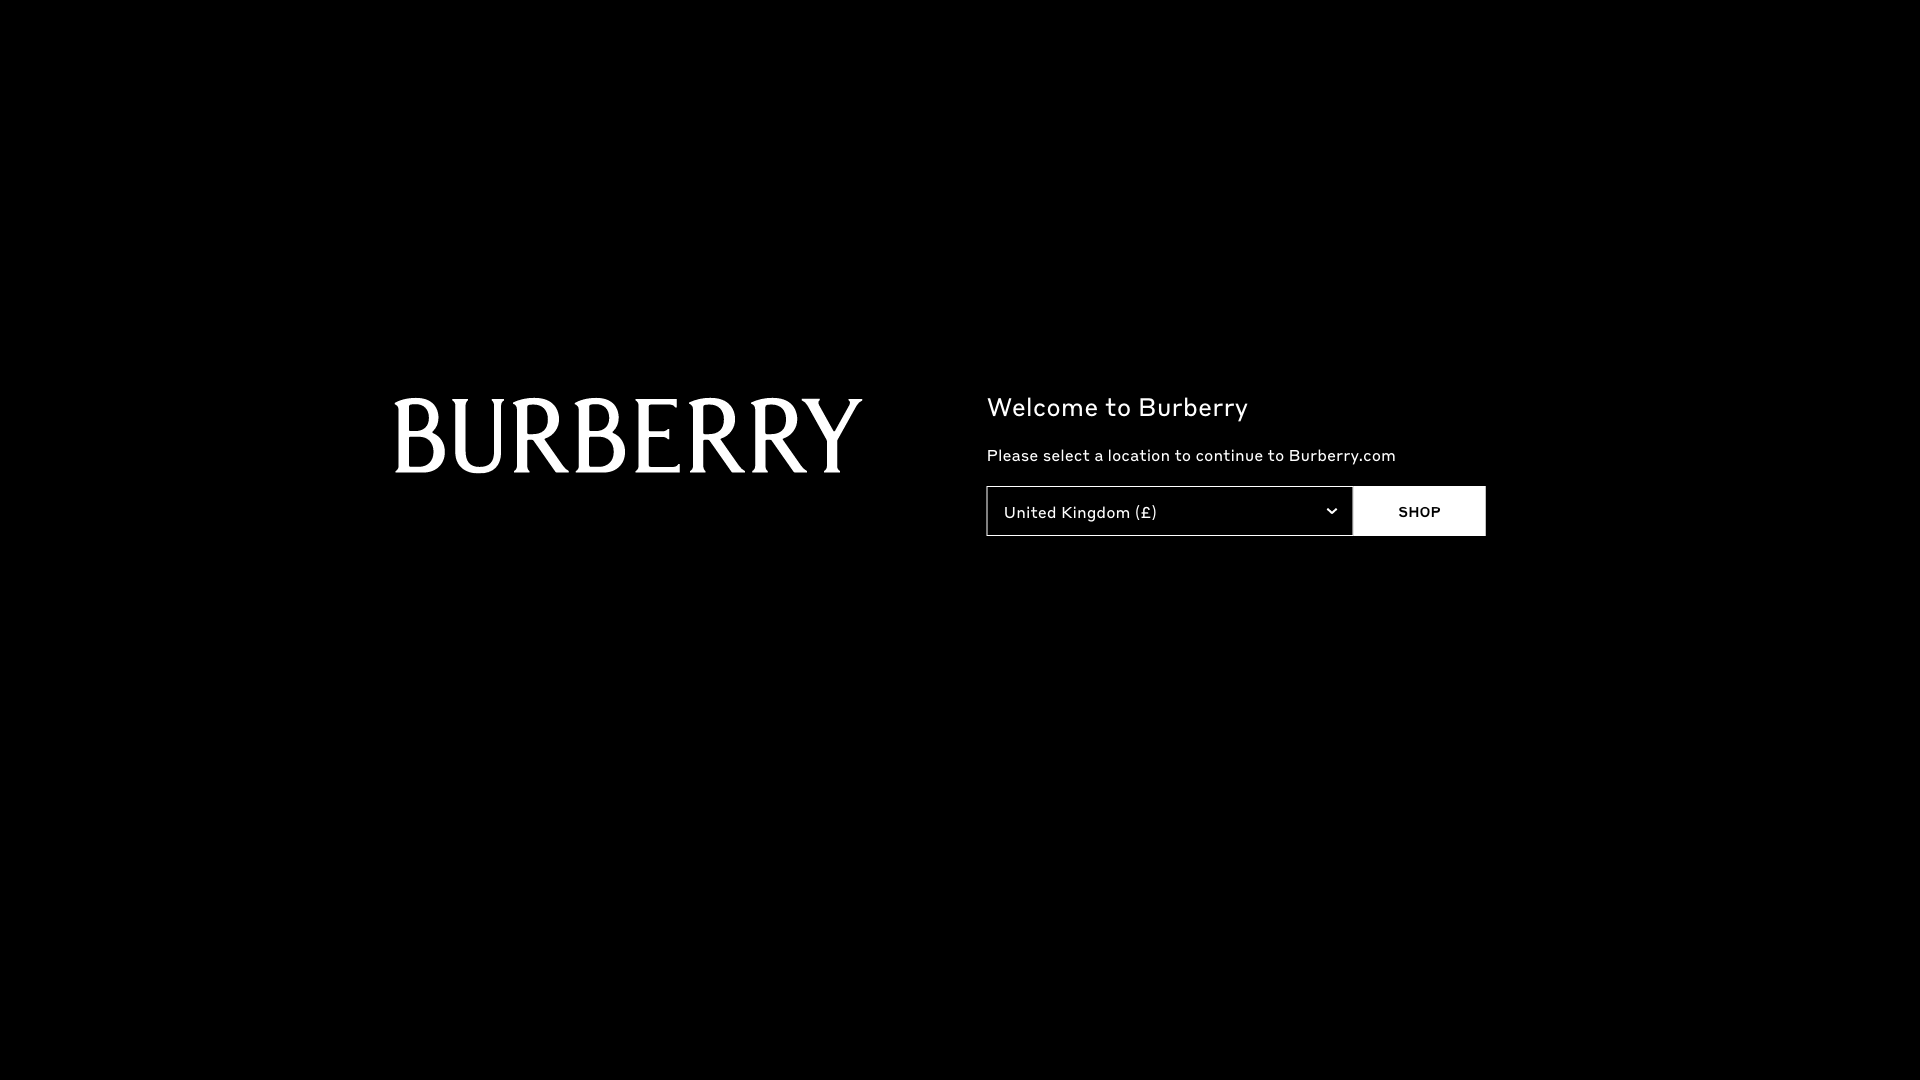 BURBERRY
Welcome to Burberry
Please select a location to continue to Burberry.com
United Kingdom (£)
SHOP